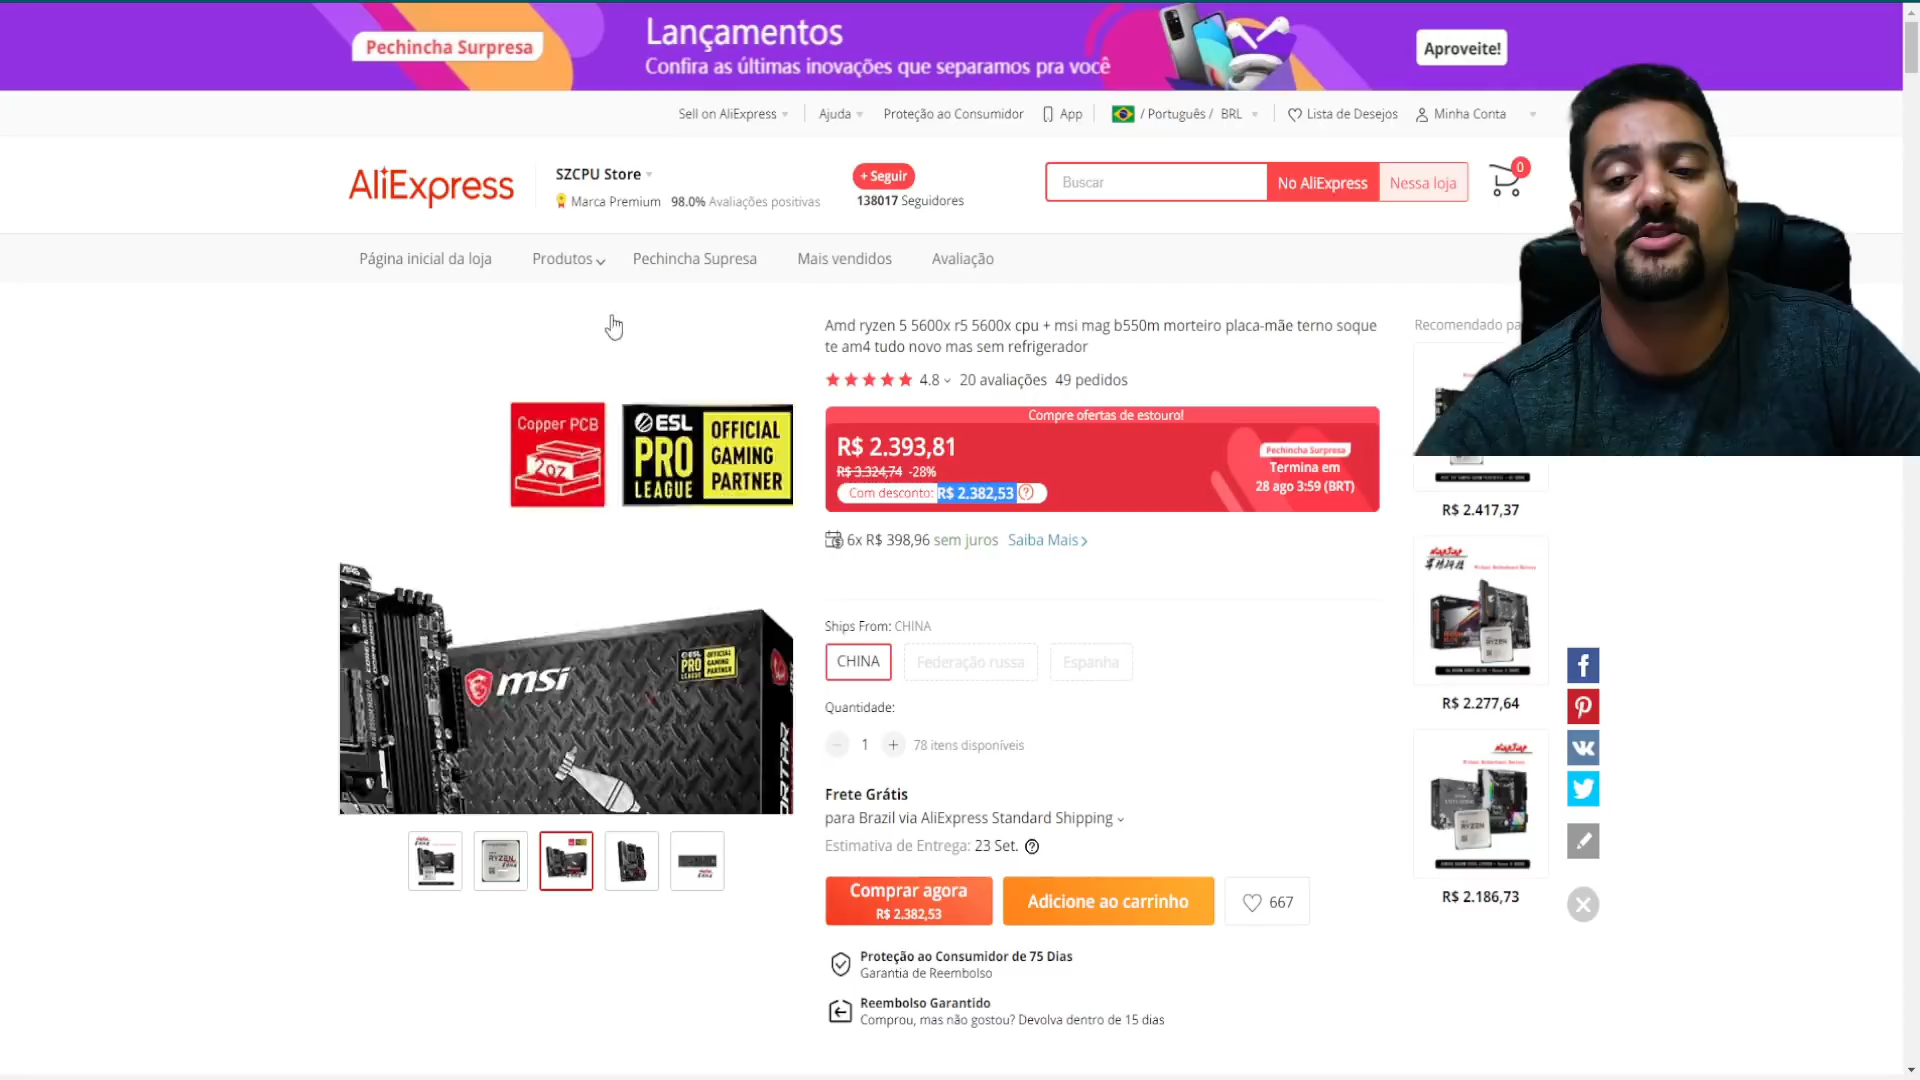 Pechincha Surpresa
Lançamentos
Confira as últimas inovações que separamos pra você
Aproveite!
Sell on AliExpress
Ajuda
Proteção ao Consumidor
App
/ Português / BRL
Lista de Desejos
Minha Conta
AliExpress
SZCPU Store
Marca Premium 98.0% Avaliações positivas
+ Seguir
138017 Seguidores
Buscar
No AliExpress
Nessa loja
0
Página inicial da loja
Produtos
Pechincha Supresa
Mais vendidos
Avaliação
Amd ryzen 5 5600x r5 5600x cpu + msi mag b550m morteiro placa-mãe terno soque
te am4 tudo novo mas sem refrigerador
4.8 20 avaliações 49 pedidos
Compre ofertas de estouro!
R$ 2.393,81
R$ 3.324,74 -28%
Com desconto: R$ 2.382,53
Pechincha Surpresa
Termina em
28 ago 3:59 (BRT)
6x R$ 398,96 sem juros Saiba Mais
Ships From: CHINA
CHINA
Federação russa
Espanha
Quantidade:
1
78 itens disponíveis
Frete Grátis
para Brazil via AliExpress Standard Shipping
Estimativa de Entrega: 23 Set.
Comprar agora
R$ 2.382,53
Adicione ao carrinho
667
Proteção ao Consumidor de 75 Dias
Garantia de Reembolso
Reembolso Garantido
Comprou, mas não gostou? Devolva dentro de 15 dias
Copper PCB
2oz
ESL
PRO
LEAGUE
OFFICIAL
GAMING
PARTNER
msi
ESL
PRO
OFFICIAL
GAMING
PARTNER
RYZEN
Recomendado pa
R$ 2.417,37
RYZEN
R$ 2.277,64
RYZEN
R$ 2.186,73